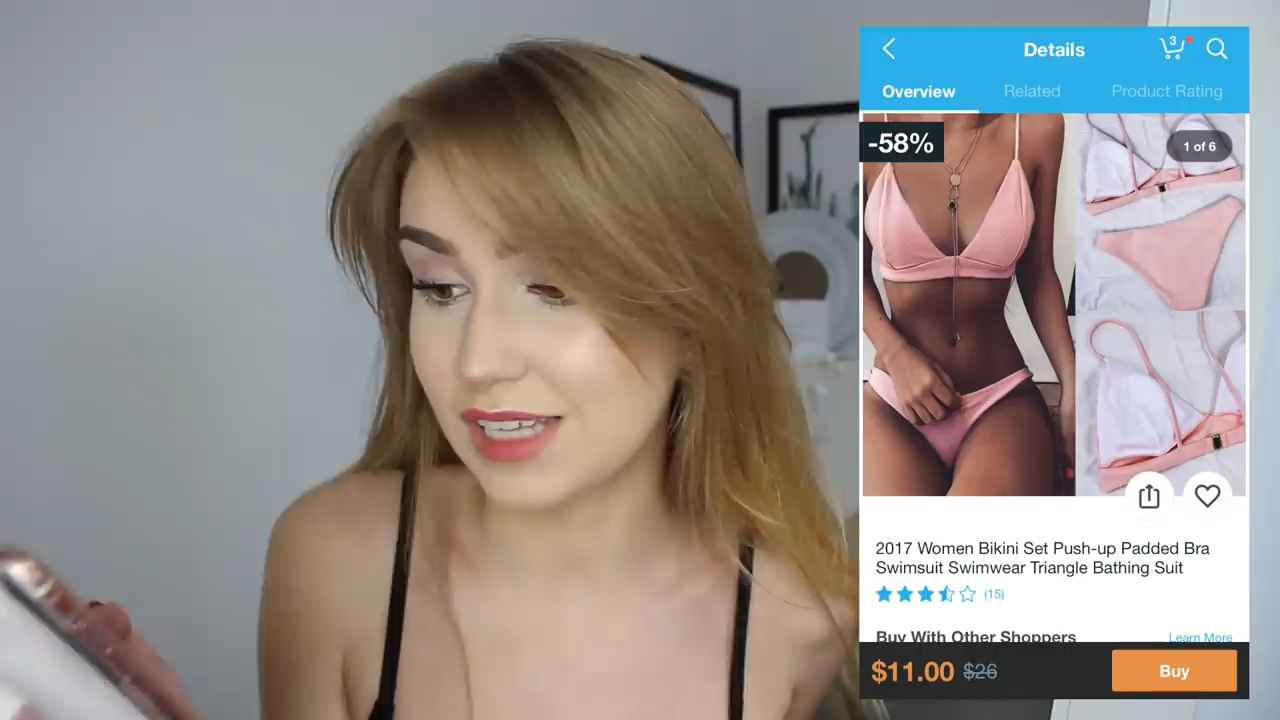 Details
3
Overview Related Product Rating
-58%
1 of 6
2017 Women Bikini Set Push-up Padded Bra
Swimsuit Swimwear Triangle Bathing Suit
(15)
Buy With Other Shoppers Learn More
$11.00 $26 Buy